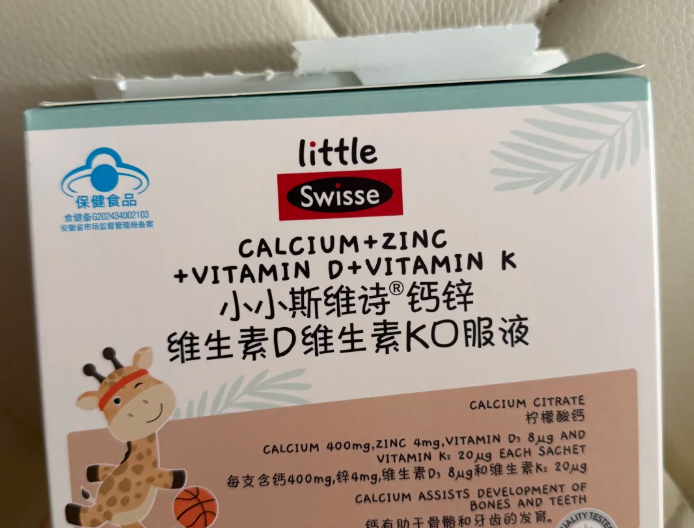 little
Swisse
保健食品
食健备G202434002103
安徽省市场监督管理局备案
CALCIUM+ZINC
+VITAMIN D+VITAMIN K
小小斯维诗®钙锌
维生素D维生素K口服液
CALCIUM CITRATE
柠檬酸钙
CALCIUM 400mg,ZINC 4mg,VITAMIN D₃ 8μg AND
VITAMIN K₂ 20μg EACH SACHET
每支含钙400mg,锌4mg,维生素D₃ 8μg和维生素K₂ 20μg
CALCIUM ASSISTS DEVELOPMENT OF
BONES AND TEETH
钙有助于骨骼和牙齿的发育。